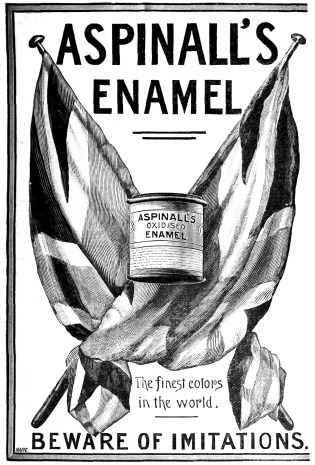 ASPINALL'S
ENAMEL
ASPINALL'S
OXIDISED
ENAMEL
The finest colors
in the world.
BEWARE OF IMITATIONS.